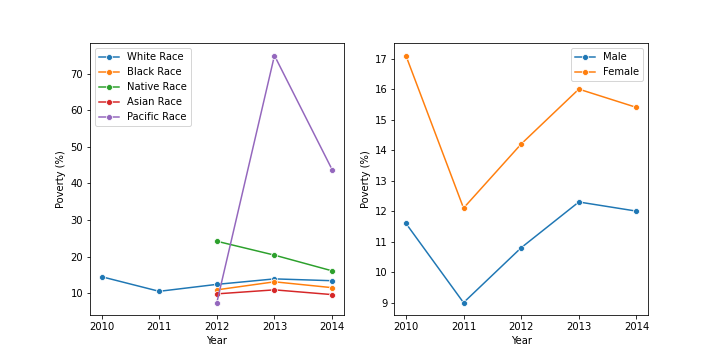 White Race
Black Race
Native Race
Asian Race
Pacific Race
70
60
50
40
30
20
10
Poverty (%)
2010 2011 2012 2013 2014
Year
Male
Female
17
16
15
14
13
12
11
10
9
Poverty (%)
2010 2011 2012 2013 2014
Year